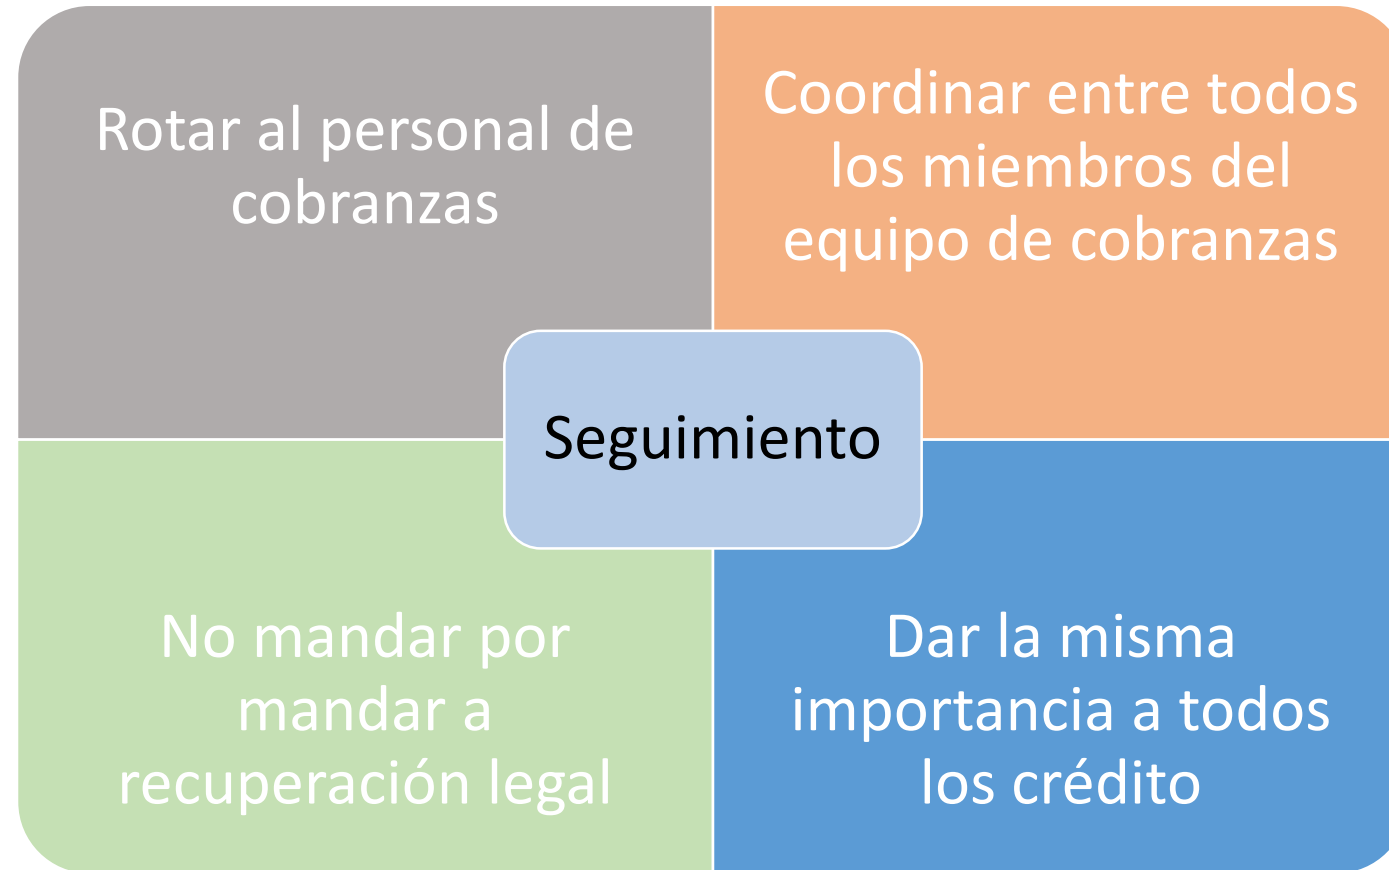 Rotar al personal de
cobranzas
Coordinar entre todos
los miembros del
equipo de cobranzas
Seguimiento
No mandar por
mandar a
recuperación legal
Dar la misma
importancia a todos
los crédito